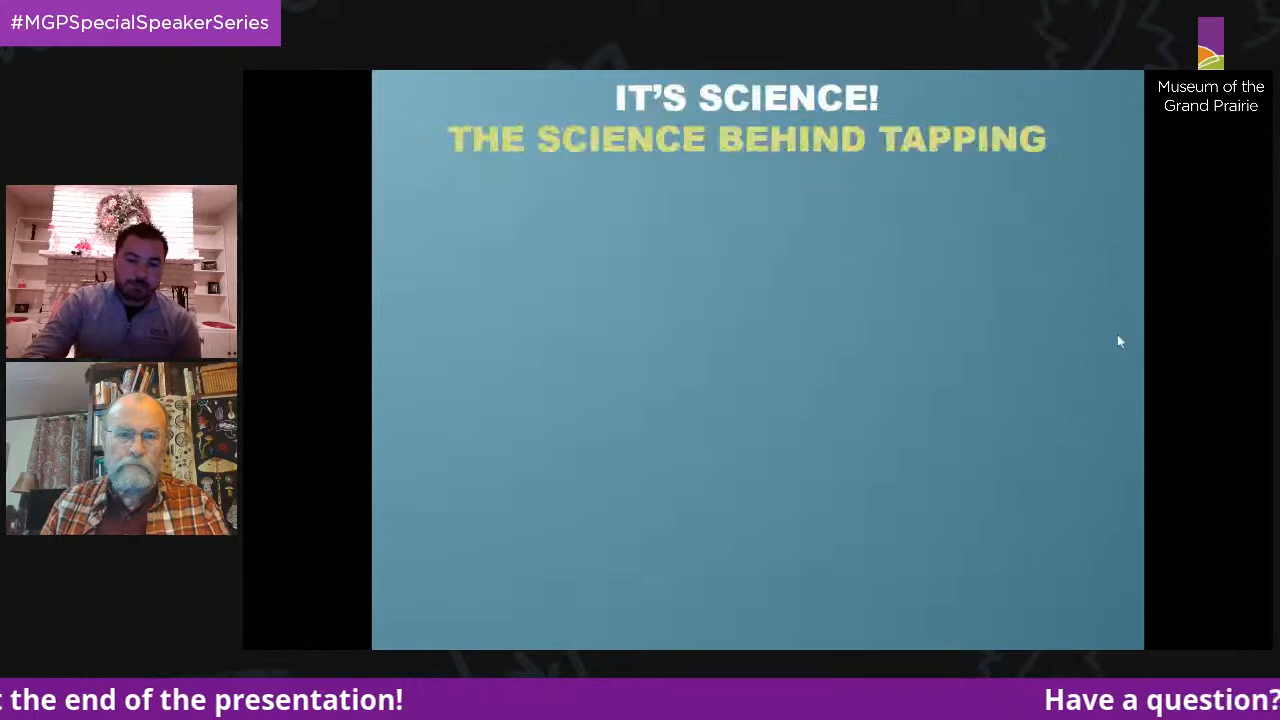 #MGPSpecialSpeakerSeries
Museum of the
Grand Prairie
IT'S SCIENCE!
THE SCIENCE BEHIND TAPPING
the end of the presentation!
Have a question?